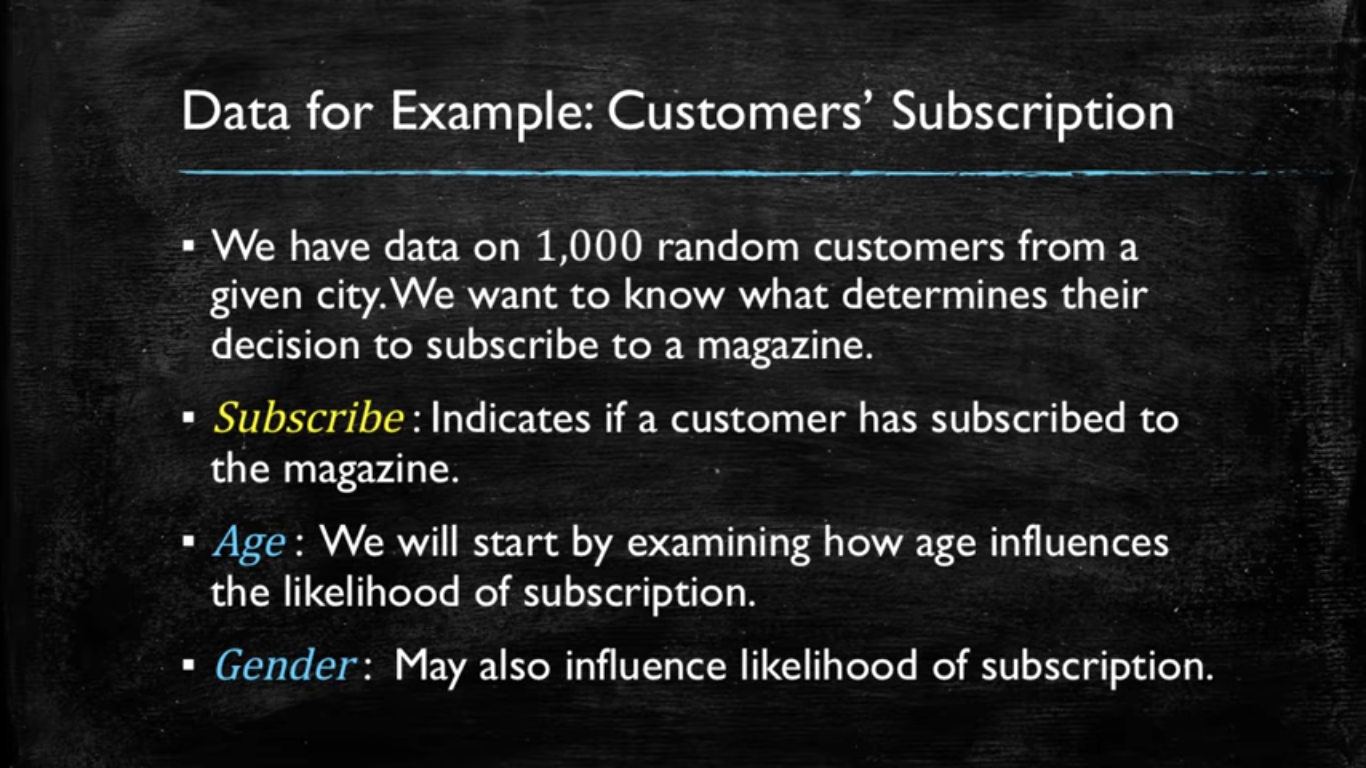 Data for Example: Customers’ Subscription
▪ We have data on 1,000 random customers from a
given city. We want to know what determines their
decision to subscribe to a magazine.
▪ Subscribe : Indicates if a customer has subscribed to
the magazine.
▪ Age : We will start by examining how age influences
the likelihood of subscription.
▪ Gender : May also influence likelihood of subscription.